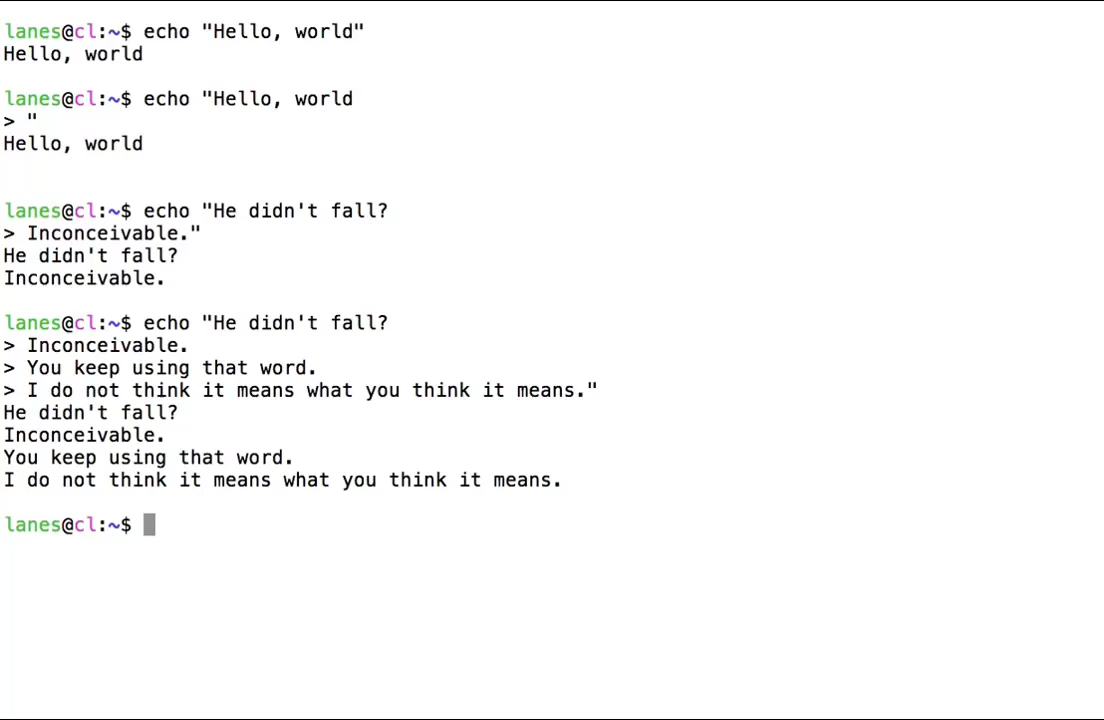 lanes@cl:~$ echo "Hello, world"
Hello, world
lanes@cl:~$ echo "Hello, world
> "
Hello, world
lanes@cl:~$ echo "He didn't fall?
> Inconceivable."
He didn't fall?
Inconceivable.
lanes@cl:~$ echo "He didn't fall?
> Inconceivable.
> You keep using that word.
> I do not think it means what you think it means."
He didn't fall?
Inconceivable.
You keep using that word.
I do not think it means what you think it means.
lanes@cl:~$